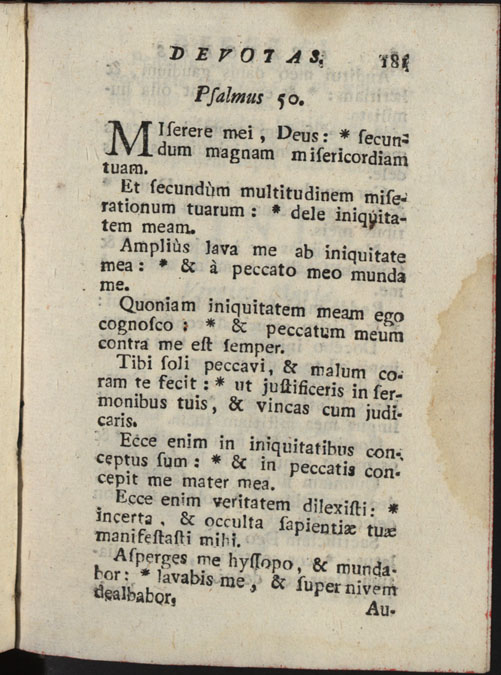 DEVOTAS. 181
Psalmus 50.
MIserere mei, Deus: * ſecun-
dum magnam miſericordiam
tuam.
Et ſecundùm multitudinem miſe-
rationum tuarum: * dele iniquita-
tem meam.
Ampliùs lava me ab iniquitate
mea: * & à peccato meo munda
me.
Quoniam iniquitatem meam ego
cognoſco: * & peccatum meum
contra me eſt ſemper.
Tibi ſoli peccavi, & malum co-
ram te fecit: * ut juſtificeris in ſer-
monibus tuis, & vincas cum judi-
caris.
Ecce enim in iniquitatibus con-
ceptus ſum: * & in peccatis con-
cepit me mater mea.
Ecce enim veritatem dilexiſti: *
incerta, & occulta ſapientiæ tuæ
manifeſtaſti mihi.
Aſperges me hyſſopo, & munda-
bor: * lavabis me, & ſuper nivem
dealbabor.
Au-